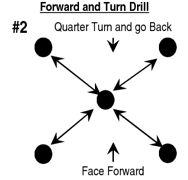 Forward and Turn Drill
#2
Quarter Turn and go Back
Face Forward